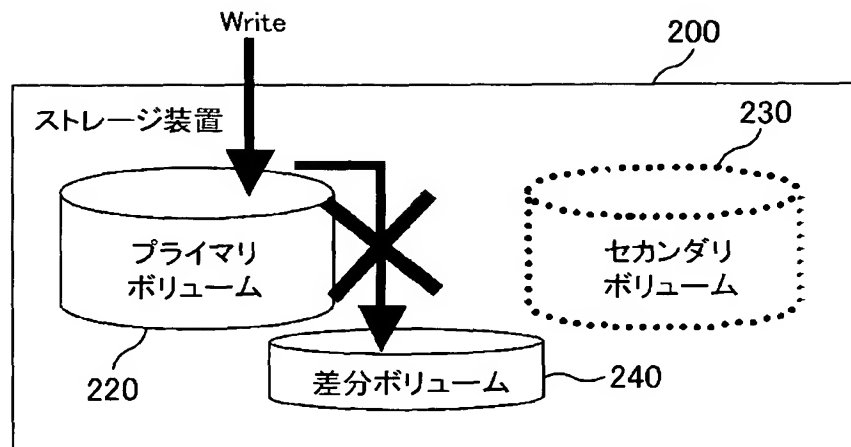 Write
200
ストレージ装置
230
プライマリ
ボリューム
セカンダリ
ボリューム
220
差分ボリューム
240